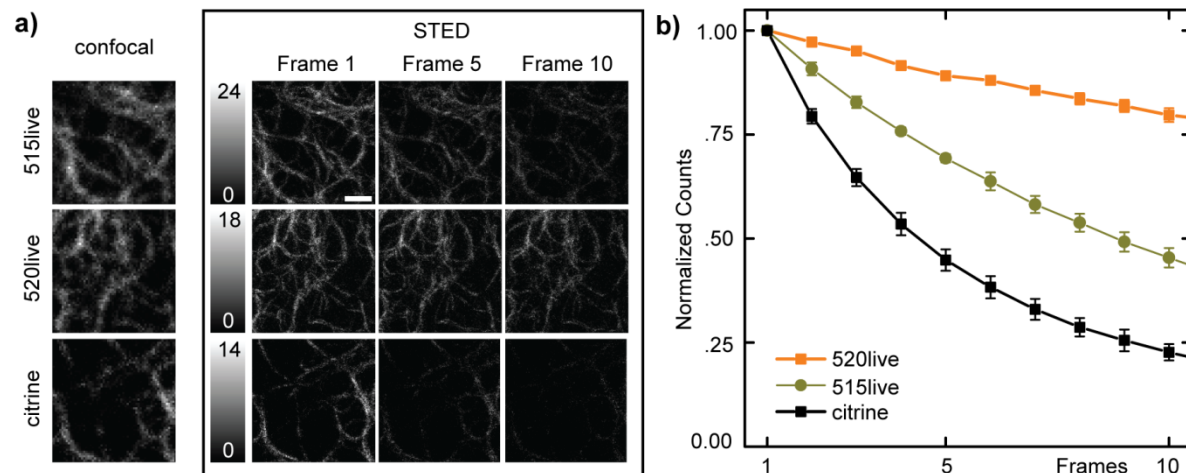 a)
confocal
STED
Frame 1 Frame 5 Frame 10
515live
24
0
520live
18
0
citrine
14
0
b)
Normalized Counts
1.00
.75
.50
.25
0.00
520live
515live
citrine
1 5 Frames 10